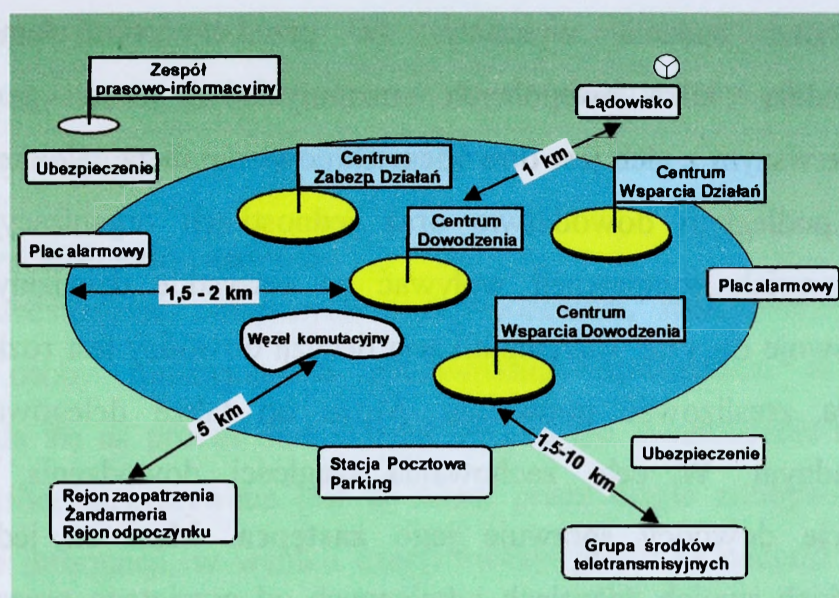 Zespół
prasowo-informacyjny
Lądowisko
Ubezpieczenie
Centrum
Zabezp. Działań
1 km
Centrum
Wsparcia Działań
Centrum
Dowodzenia
Plac alarmowy
Plac alarmowy
1,5 - 2 km
Centrum
Wsparcia Dowodzenia
Węzeł komutacyjny
5 km
1,5-10 km
Ubezpieczenie
Stacja Pocztowa
Parking
Rejon zaopatrzenia
Żandarmeria
Rejon odpoczynku
Grupa środków
teletransmisyjnych